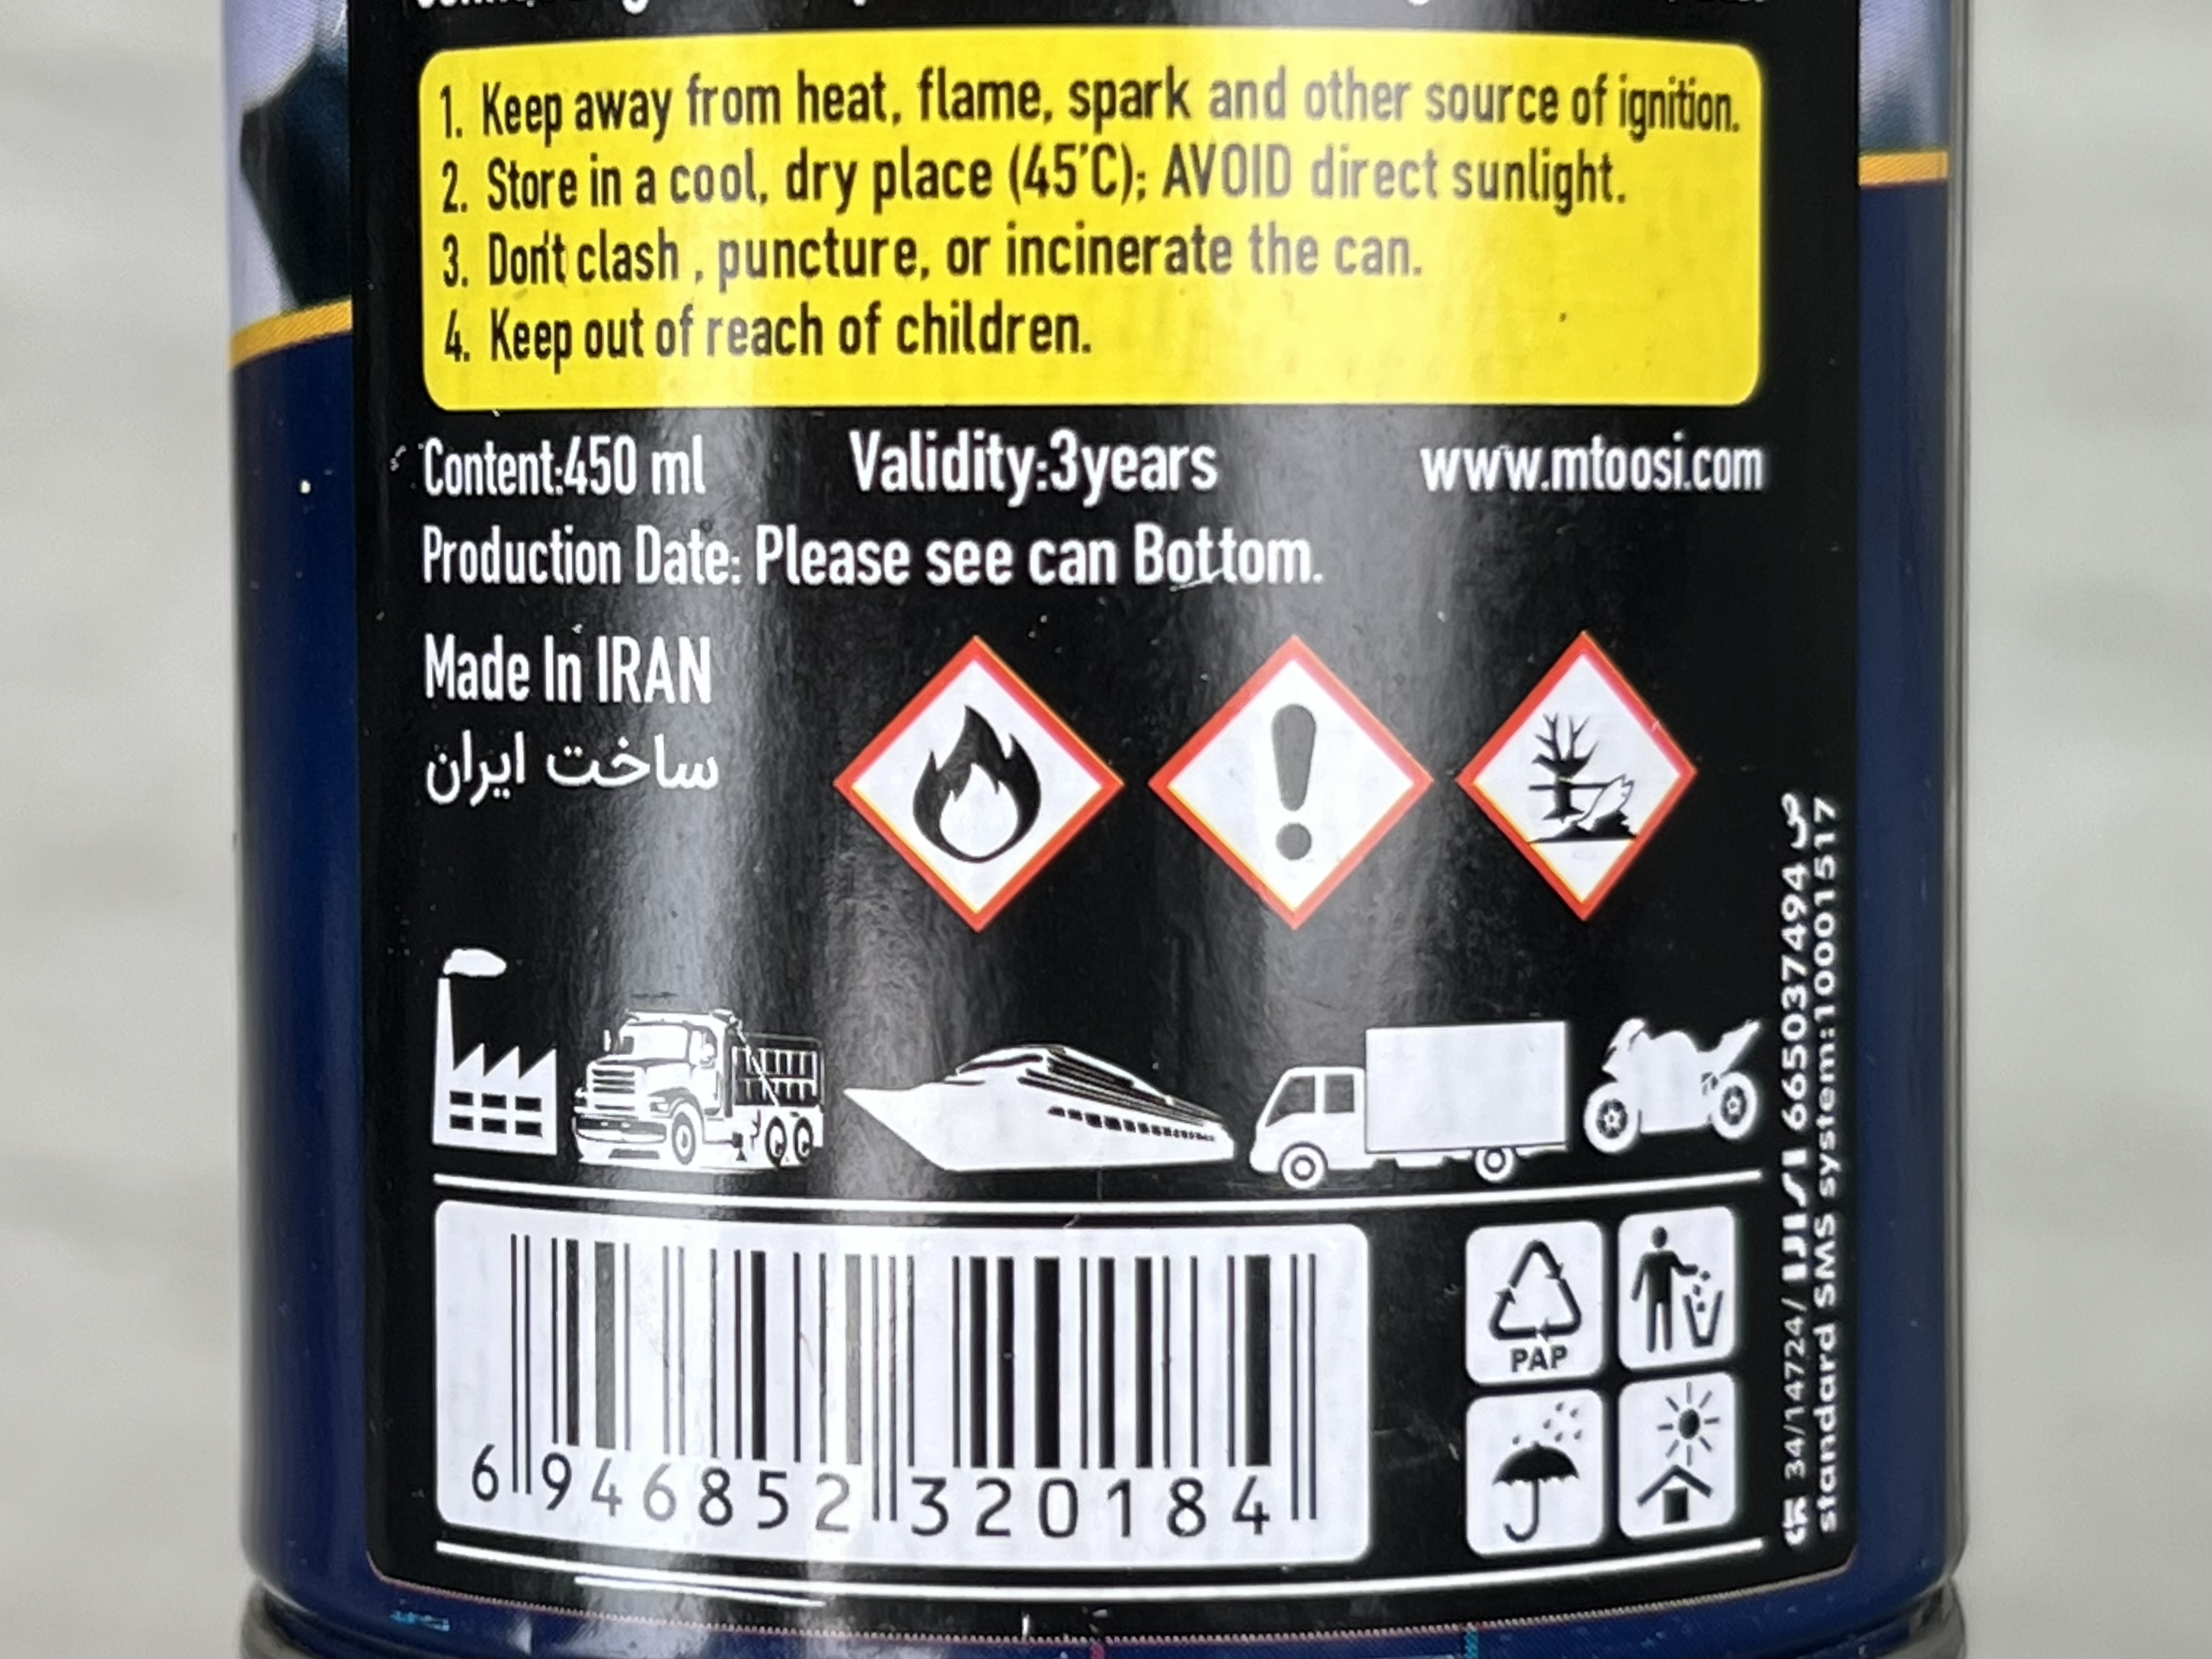 1. Keep away from heat, flame, spark and other source of ignition.
2. Store in a cool, dry place (45°C); AVOID direct sunlight.
3. Don't clash , puncture, or incinerate the can.
4. Keep out of reach of children.
Content:450 ml Validity:3years www.mtoosi.com
Production Date: Please see can Bottom.
Made In IRAN
ساخت ایران
PAP
6 946852 320184
34/14724/ 665037494 ص
standard SMS system:10001517